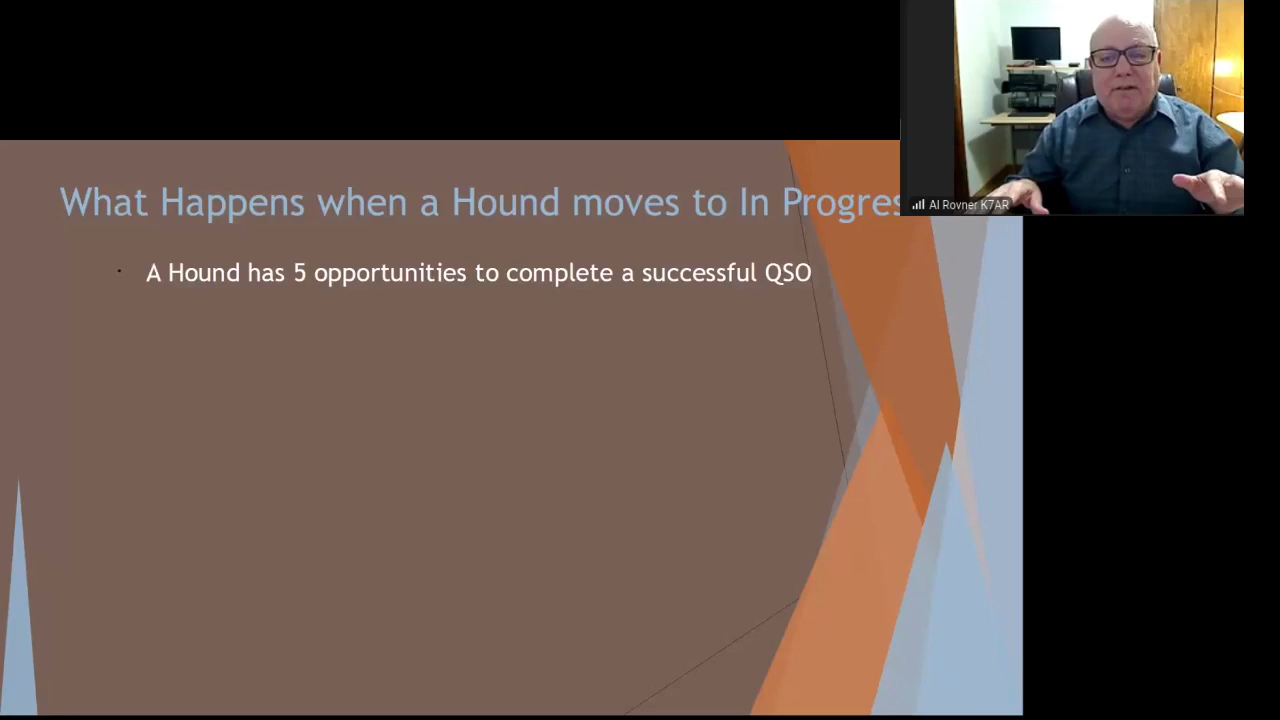 What Happens when a Hound moves to In Progres
· A Hound has 5 opportunities to complete a successful QSO
Al Rovner K7AR